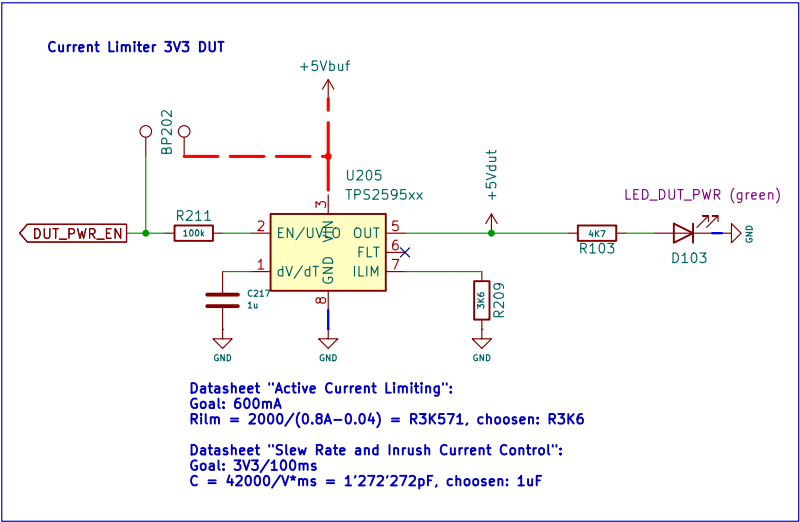 Current Limiter 3V3 DUT
+5Vbuf
BP202
+5Vdut
U205
TPS2595xx
LED_DUT_PWR (green)
R211
3
DUT_PWR_EN
100k
2
EN/UVLO
VIN
OUT
5
4K7
GND
R103
D103
FLT
6
1
dV/dT
GND
ILIM
7
C217
1u
8
3K6
R209
GND
GND
GND
Datasheet "Active Current Limiting":
Goal: 600mA
Rilm = 2000/(0.8A-0.04) = R3K571, choosen: R3K6
Datasheet "Slew Rate and Inrush Current Control":
Goal: 3V3/100ms
C = 42000/V*ms = 1'272'272pF, choosen: 1uF